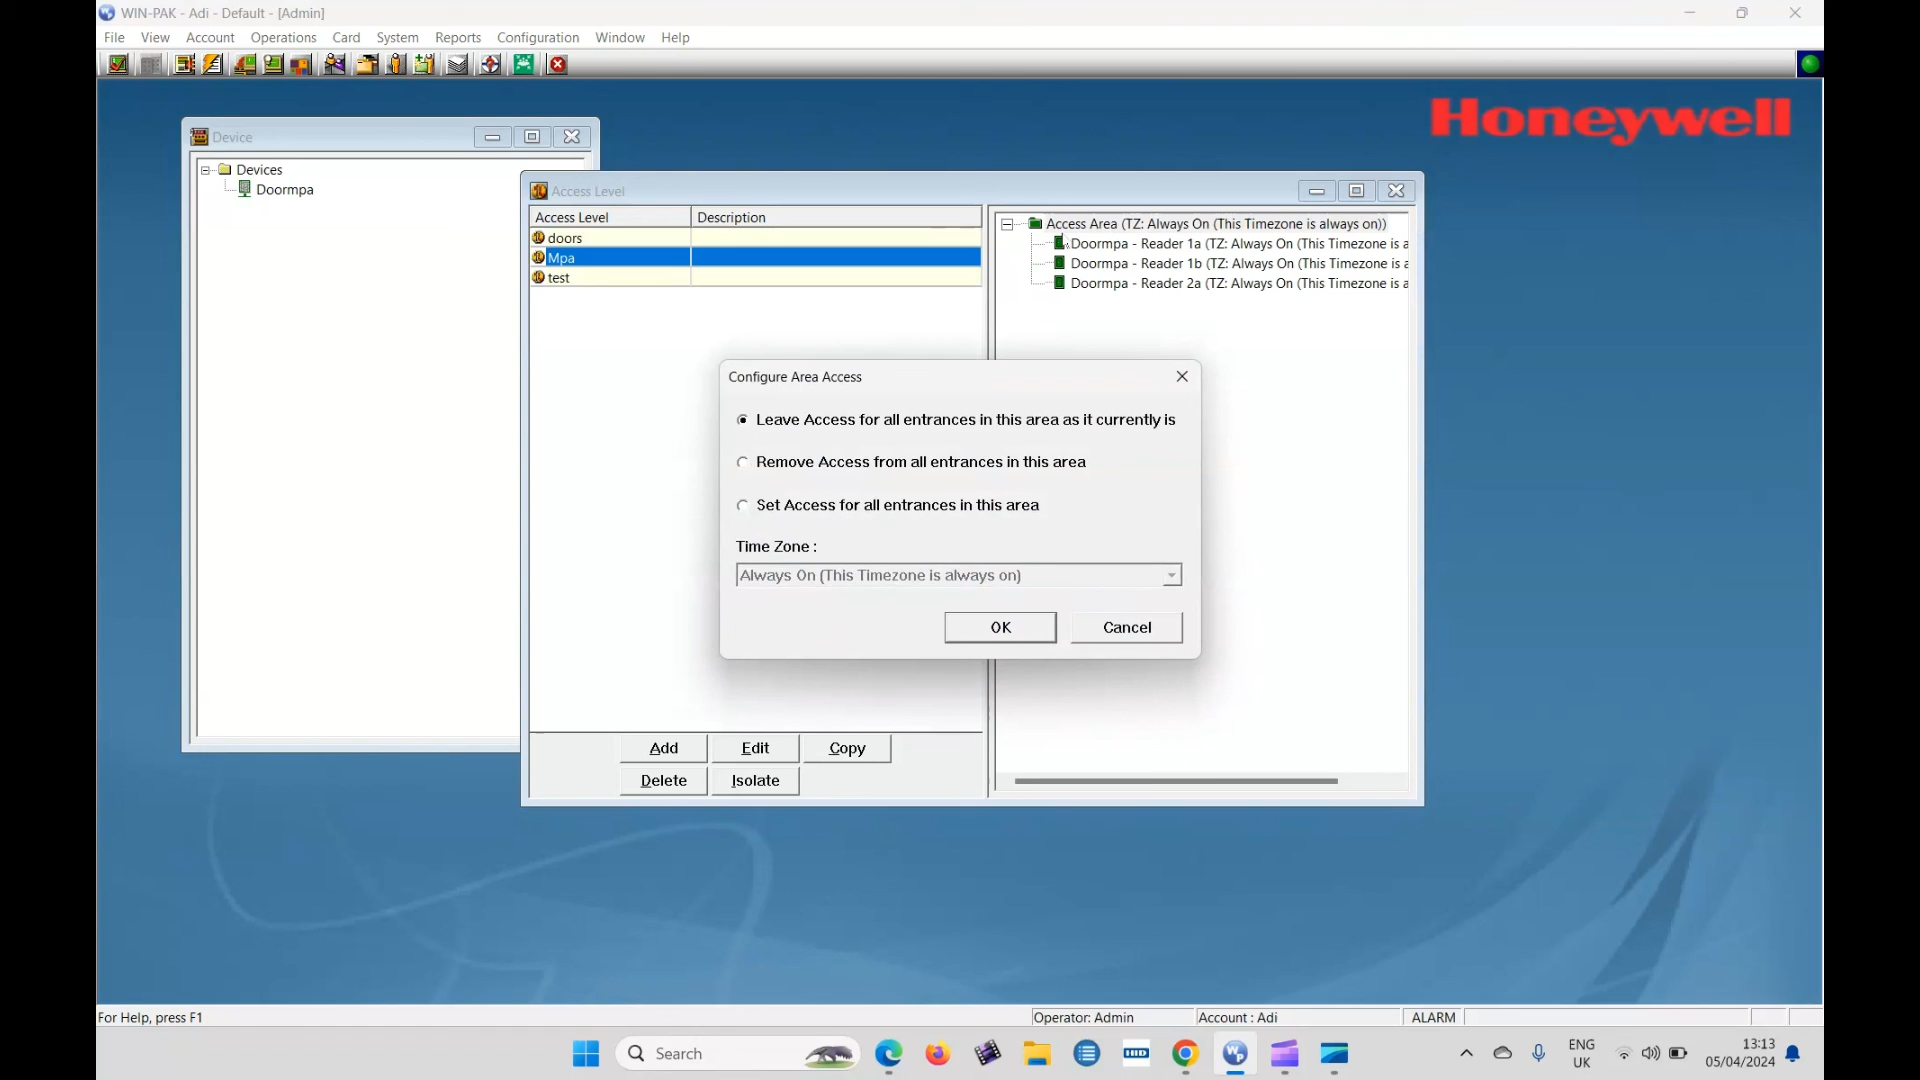 WIN-PAK - Adi - Default - [Admin]
File View Account Operations Card System Reports Configuration Window Help
Honeywell
Device
Devices
Doormpa
Access Level
Access Level Description
doors
Mpa
test
Access Area (TZ: Always On (This Timezone is always on))
Doormpa - Reader 1a (TZ: Always On (This Timezone is a
Doormpa - Reader 1b (TZ: Always On (This Timezone is a
Doormpa - Reader 2a (TZ: Always On (This Timezone is a
Configure Area Access
Leave Access for all entrances in this area as it currently is
Remove Access from all entrances in this area
Set Access for all entrances in this area
Time Zone :
Always On (This Timezone is always on)
OK Cancel
Add Edit Copy
Delete Isolate
For Help, press F1
Operator: Admin Account : Adi ALARM
Search
HID
WP
ENG
UK
13:13
05/04/2024